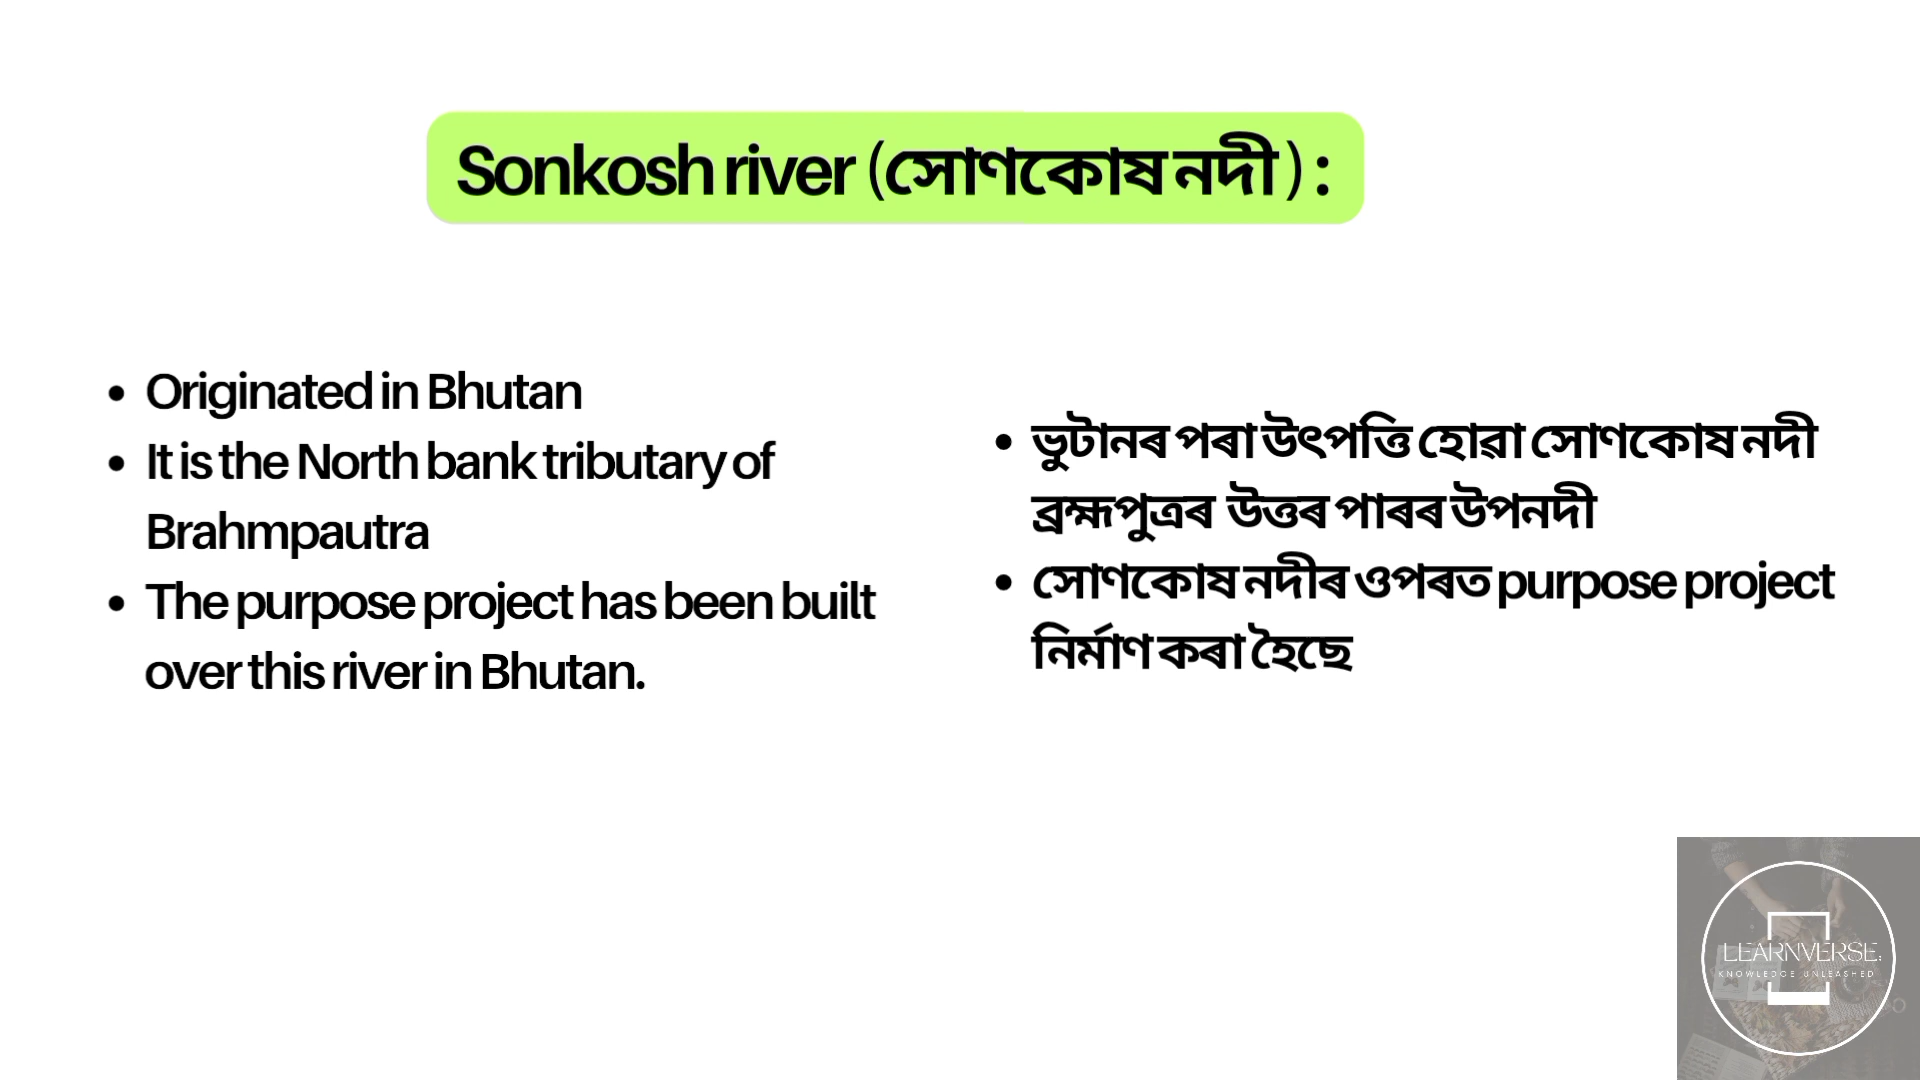 Sonkosh river (সোণকোষ নদী ) :
• Originated in Bhutan
• It is the North bank tributary of
Brahmpautra
• The purpose project has been built
over this river in Bhutan.
• ভুটানৰ পৰা উৎপত্তি হোৱা সোণকোষ নদী
ব্ৰহ্মপুত্ৰৰ উত্তৰ পাৰৰ উপনদী
• সোণকোষ নদীৰ ওপৰত purpose project
নিৰ্মাণ কৰা হৈছে
LEARNVERSE:
KNOWLEDGE UNLEASHED